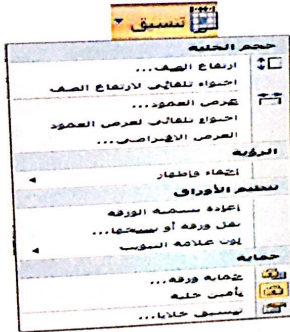 تنسيق
حجم الخلية
ارتفاع الصف...
احتواء تلقائي لارتفاع الصف
عرض العمود...
احتواء تلقائي لعرض العمود
العرض الافتراضي...
الرؤية
إخفاء وإظهار
تنظيم الأوراق
إعادة تسمية الورقة
نقل ورقة أو نسخها...
لون علامة التبويب
حماية
حماية ورقة...
تأمين خلية
تنسيق خلايا...